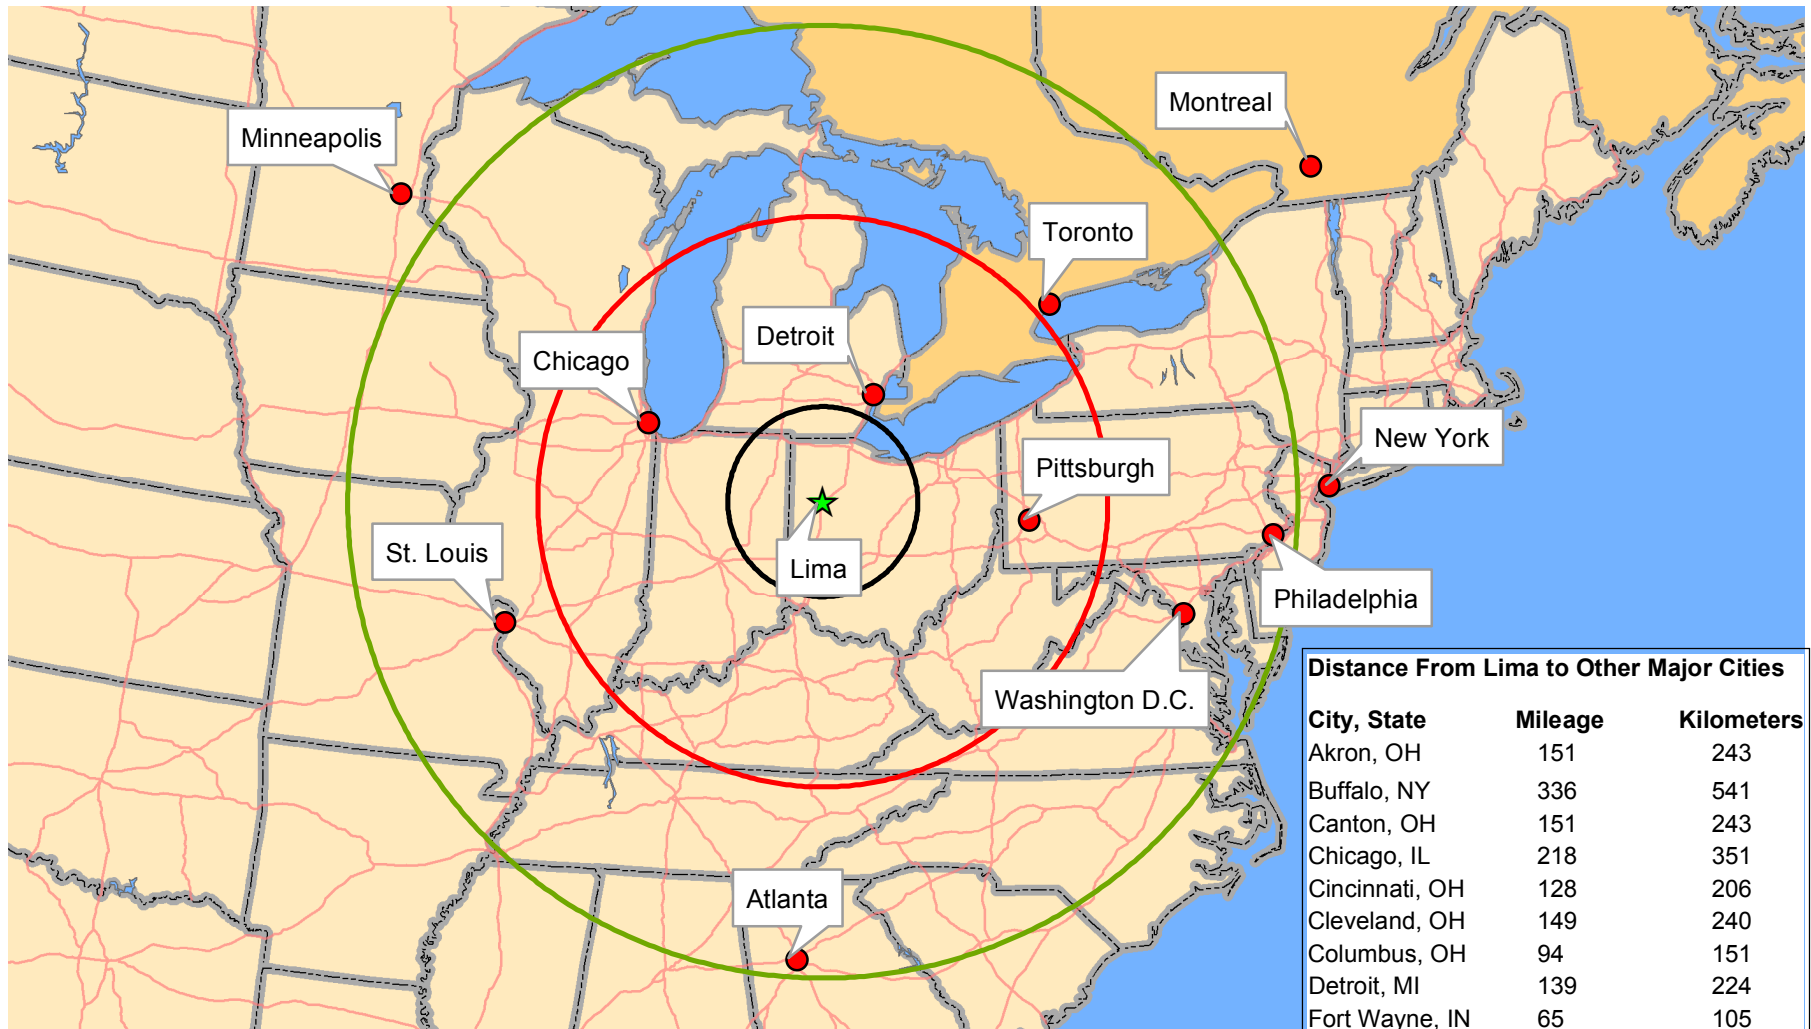 Montreal
Minneapolis
Toronto
Detroit
Chicago
New York
Pittsburgh
St. Louis
Lima
Philadelphia
Washington D.C.
Atlanta
Distance From Lima to Other Major Cities
City, State Mileage Kilometers
Akron, OH 151 243
Buffalo, NY 336 541
Canton, OH 151 243
Chicago, IL 218 351
Cincinnati, OH 128 206
Cleveland, OH 149 240
Columbus, OH 94 151
Detroit, MI 139 224
Fort Wayne, IN 65 105